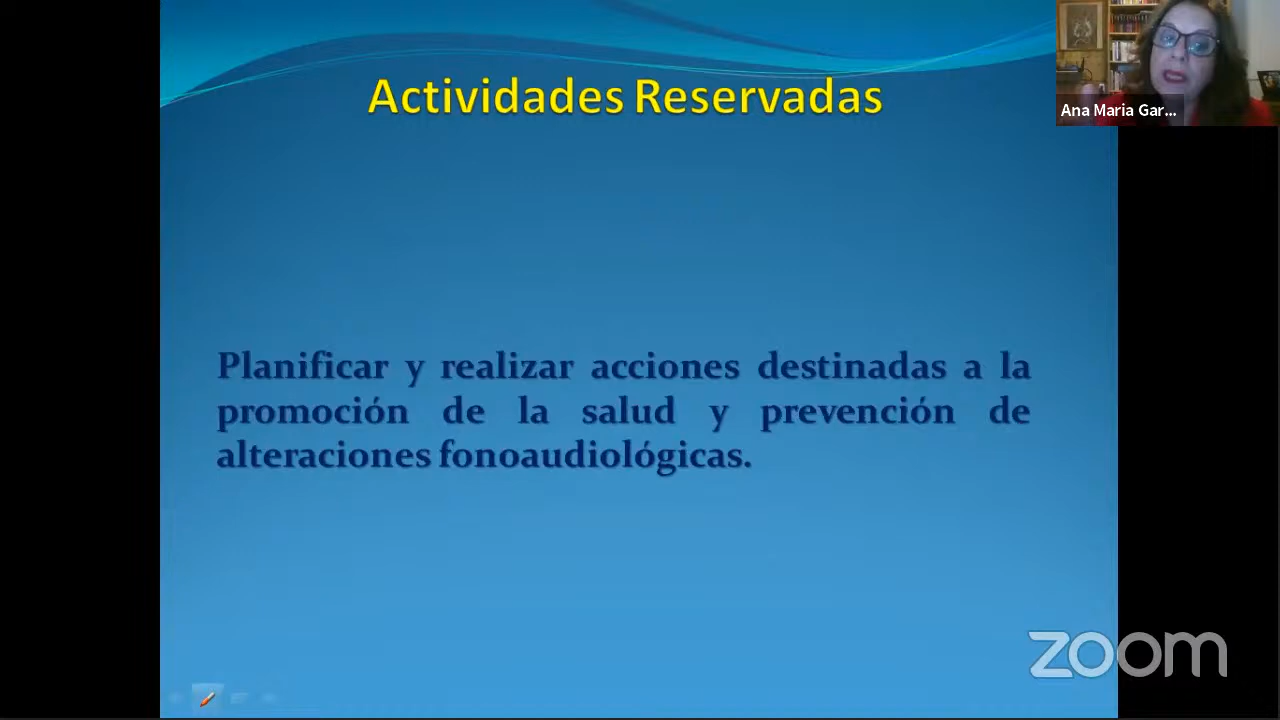 Actividades Reservadas
Ana Maria Gar...
Planificar y realizar acciones destinadas a la
promoción de la salud y prevención de
alteraciones fonoaudiológicas.
zoom